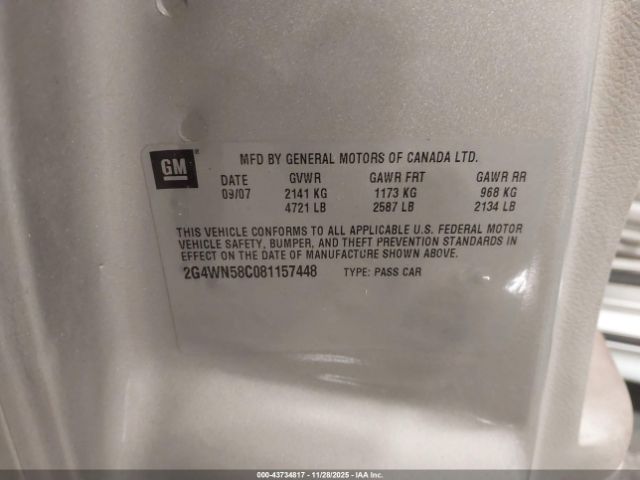 GM
MFD BY GENERAL MOTORS OF CANADA LTD.
DATE GVWR GAWR FRT GAWR RR
09/07 2141 KG 1173 KG 968 KG
4721 LB 2587 LB 2134 LB
THIS VEHICLE CONFORMS TO ALL APPLICABLE U.S. FEDERAL MOTOR
VEHICLE SAFETY, BUMPER, AND THEFT PREVENTION STANDARDS IN
EFFECT ON THE DATE OF MANUFACTURE SHOWN ABOVE.
2G4WN58C081157448 TYPE: PASS CAR
000-43734817 - 11/28/2025 - IAA Inc.